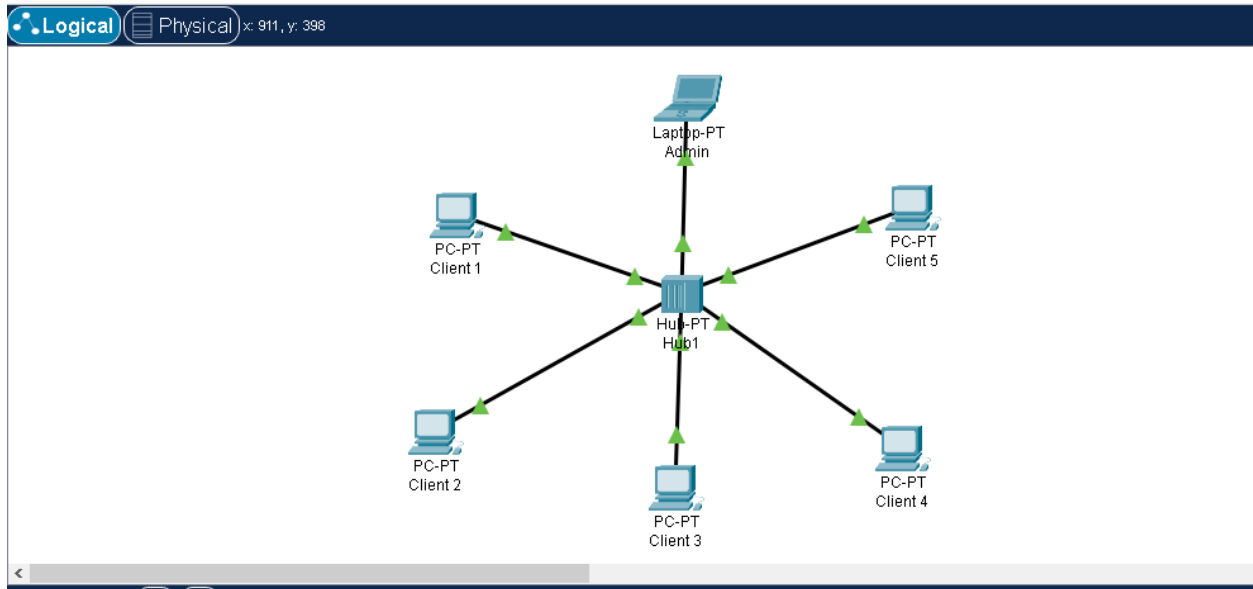 Logical Physical x: 911, y: 398
Laptop-PT
Admin
PC-PT
Client 1
PC-PT
Client 5
Hub-PT
Hub1
PC-PT
Client 2
PC-PT
Client 4
PC-PT
Client 3